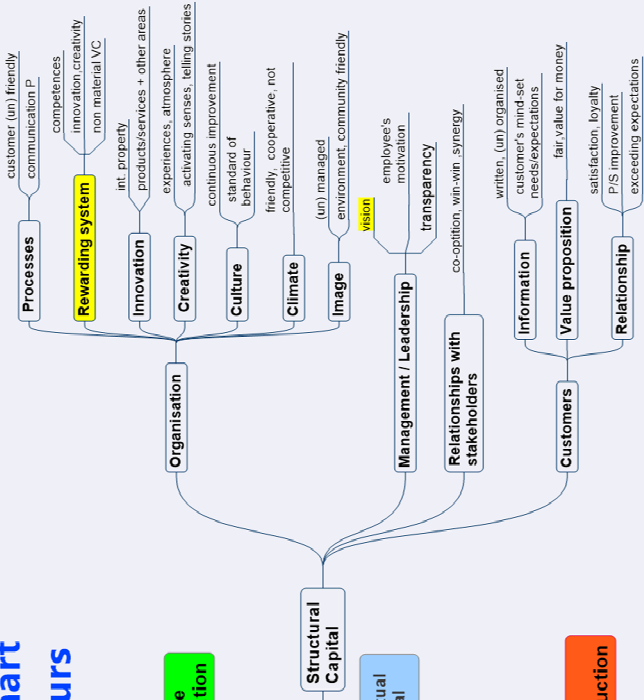 customer (un) friendly
communication P
Processes
competences
innovation,creativity
non material VC
Rewarding system
int. property
products/services + other areas
Innovation
experiences, atmosphere
activating senses, telling stories
Creativity
continuous improvement
standard of
behaviour
Culture
friendly, cooperative, not
competitive
Climate
(un) managed
environment, community friendly
Image
Organisation
vision
employee's
motivation
transparency
Management / Leadership
co-optition, win-win ,synergy
Relationships with
stakeholders
written, (un) organised
customer's mind-set
needs/expectations
Information
fair,value for money
Value proposition
satisfaction, loyalty
P/S improvement
exceeding expectations
Relationship
Customers
Structural
Capital